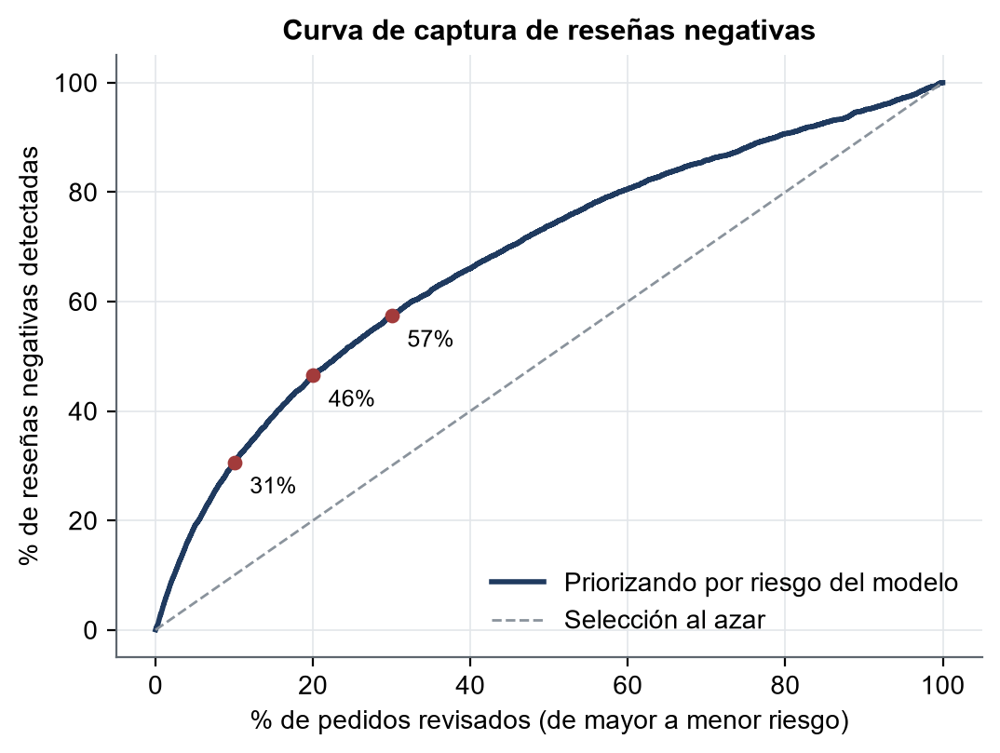 Curva de captura de reseñas negativas
% de reseñas negativas detectadas
100
80
60
40
20
0
57%
46%
31%
Priorizando por riesgo del modelo
Selección al azar
0 20 40 60 80 100
% de pedidos revisados (de mayor a menor riesgo)